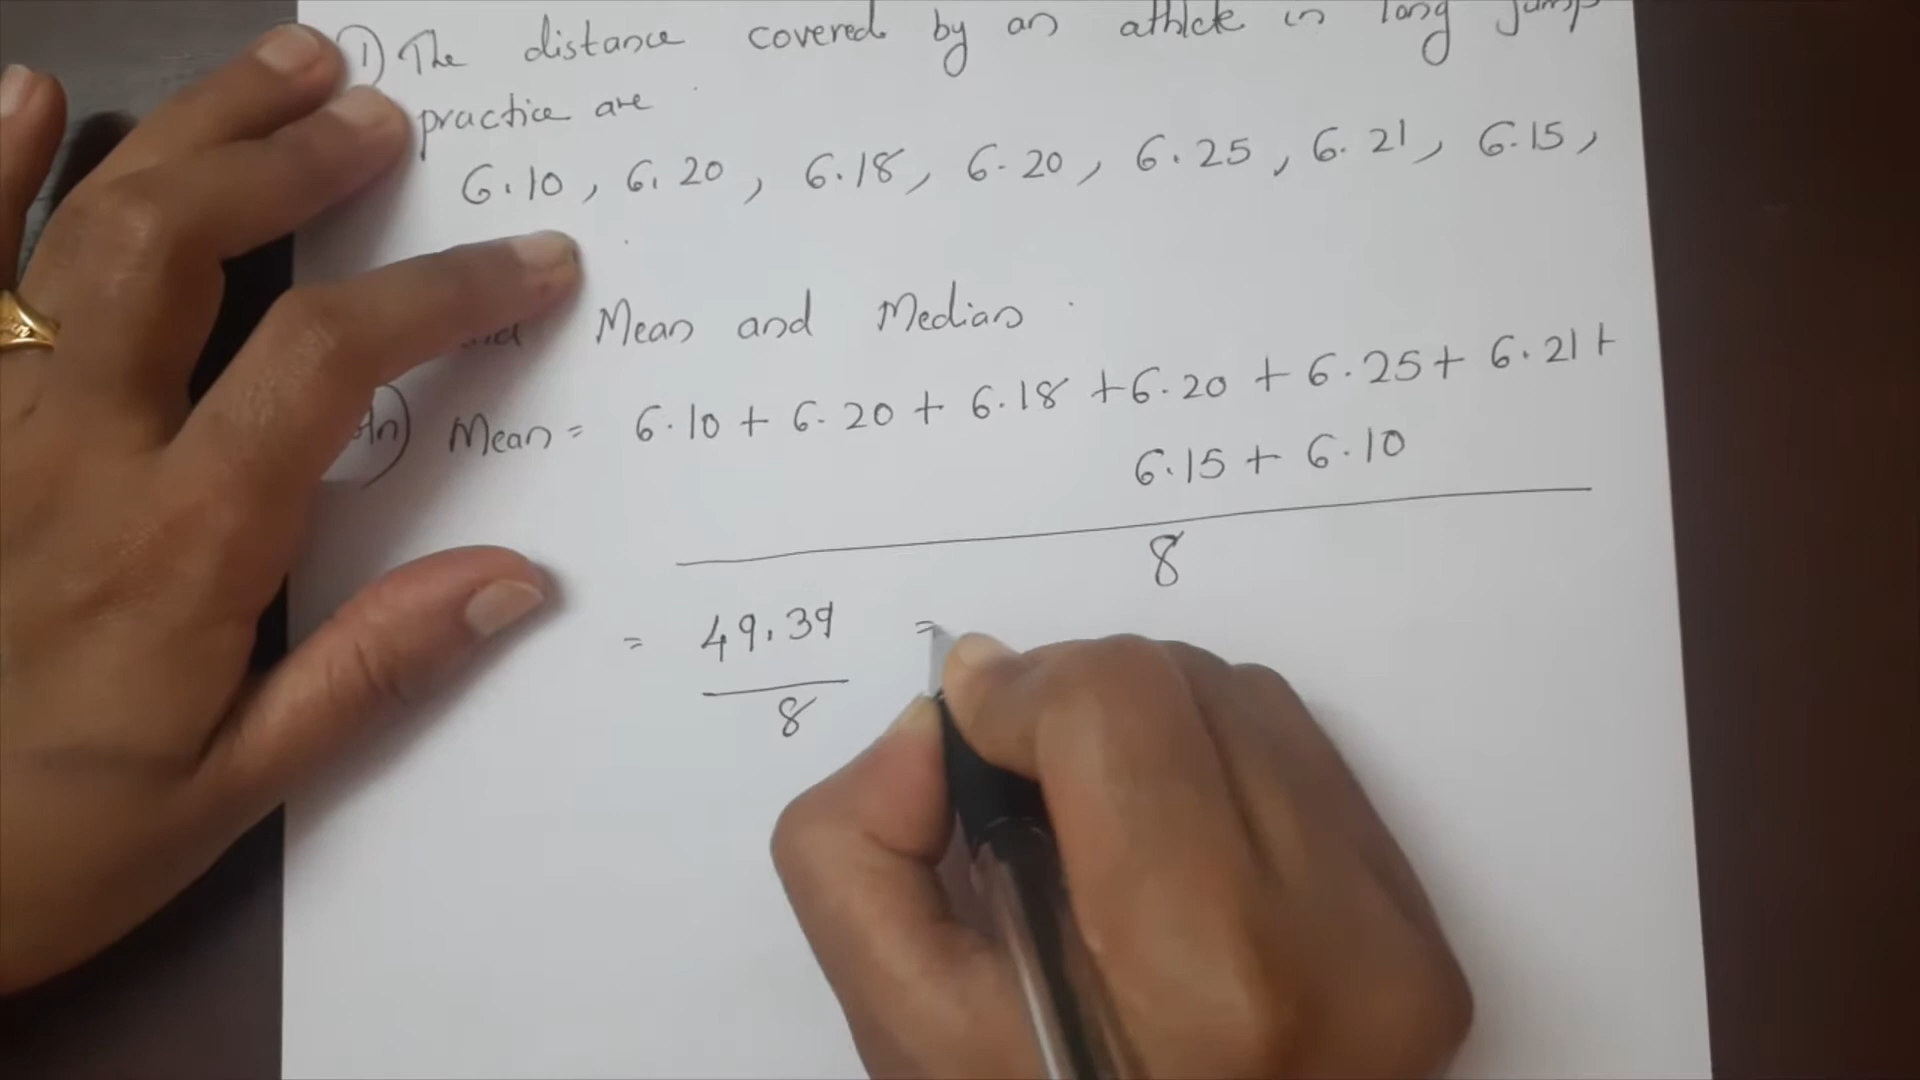 1) The distance covered by an athlete in long jump
practice are
6.10, 6.20, 6.18, 6.20, 6.25, 6.21, 6.15,
Mean and Median.
An) Mean = 6.10 + 6.20 + 6.18 + 6.20 + 6.25 + 6.21 +
6.15 + 6.10
8
= 49.39 =
8